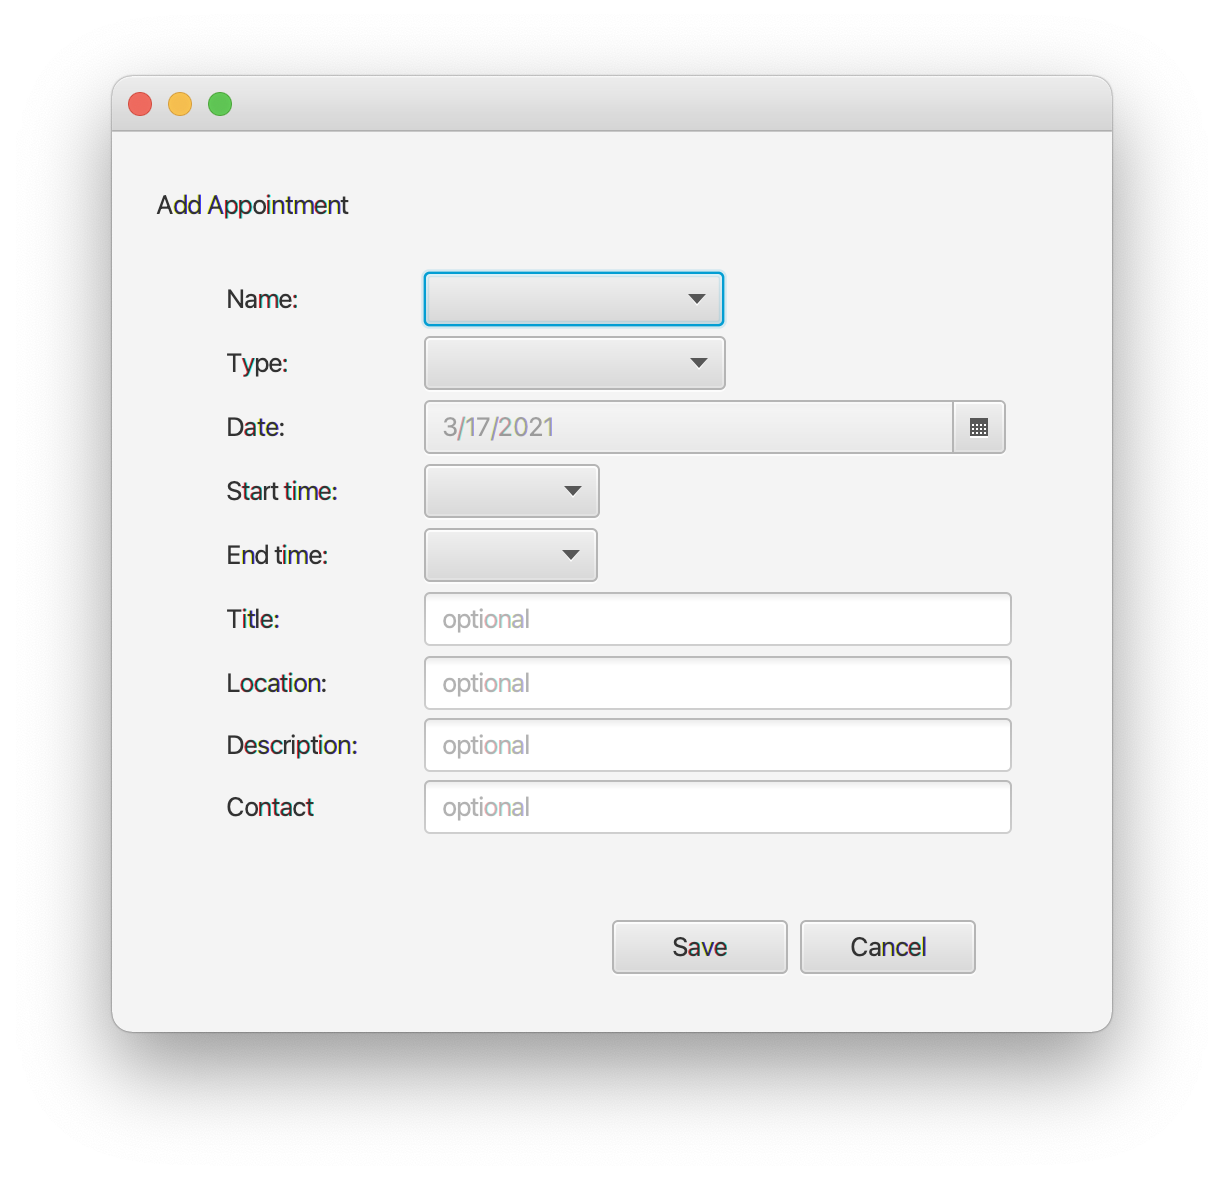 Add Appointment
Name:
Type:
Date: 3/17/2021
Start time:
End time:
Title: optional
Location: optional
Description: optional
Contact optional
Save Cancel